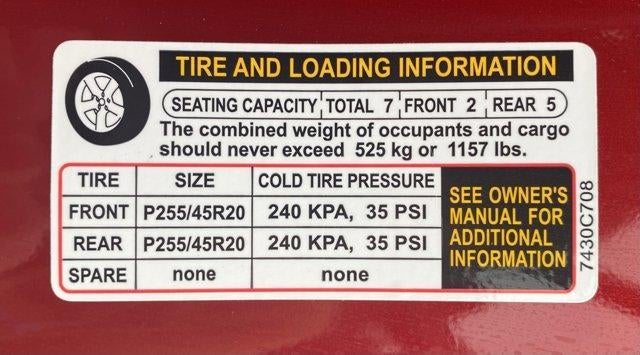 TIRE AND LOADING INFORMATION
SEATING CAPACITY TOTAL 7 FRONT 2 REAR 5
The combined weight of occupants and cargo
should never exceed 525 kg or 1157 lbs.
TIRE SIZE COLD TIRE PRESSURE
FRONT P255/45R20 240 KPA, 35 PSI
REAR P255/45R20 240 KPA, 35 PSI
SPARE none none
SEE OWNER'S
MANUAL FOR
ADDITIONAL
INFORMATION
7430C708